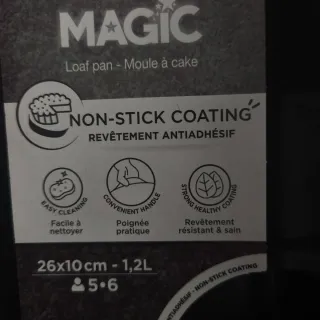 MAGIC
Loaf pan - Moule à cake
NON-STICK COATING
REVÊTEMENT ANTIADHÉSIF
EASY CLEANING
Facile à
nettoyer
CONVENIENT HANDLE
Poignée
pratique
STRONG HEALTHY COATING
Revêtement
résistant & sain
26x10cm - 1,2L
5•6
ANTIADHÉSIF - NON-STICK COATING